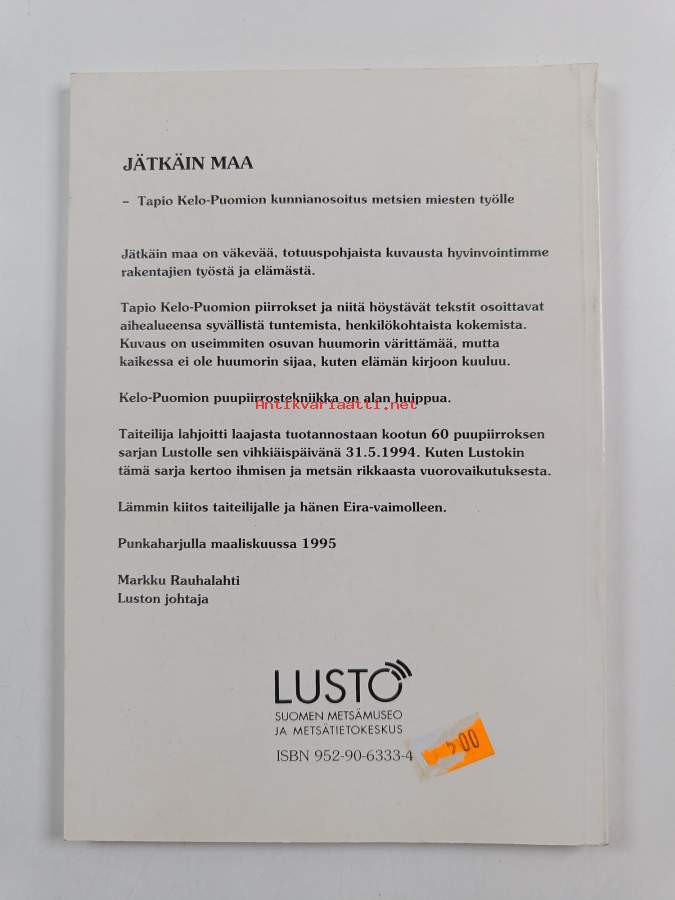 JÄTKÄIN MAA
– Tapio Kelo-Puomion kunnianosoitus metsien miesten työlle
Jätkäin maa on väkevää, totuuspohjaista kuvausta hyvinvointimme
rakentajien työstä ja elämästä.
Tapio Kelo-Puomion piirrokset ja niitä höystävät tekstit osoittavat
aihealueensa syvällistä tuntemista, henkilökohtaista kokemista.
Kuvaus on useimmiten osuvan huumorin värittämää, mutta
kaikessa ei ole huumorin sijaa, kuten elämän kirjoon kuuluu.
Kelo-Puomion puupiirrostekniikka on alan huippua.
Antikvariaatti.net
Taiteilija lahjoitti laajasta tuotannostaan kootun 60 puupiirroksen
sarjan Lustolle sen vihkiäispäivänä 31.5.1994. Kuten Lustokin
tämä sarja kertoo ihmisen ja metsän rikkaasta vuorovaikutuksesta.
Lämmin kiitos taiteilijalle ja hänen Eira-vaimolleen.
Punkaharjulla maaliskuussa 1995
Markku Rauhalahti
Luston johtaja
LUSTO
SUOMEN METSÄMUSEO
JA METSÄTIETOKESKUS
ISBN 952-90-6333-4